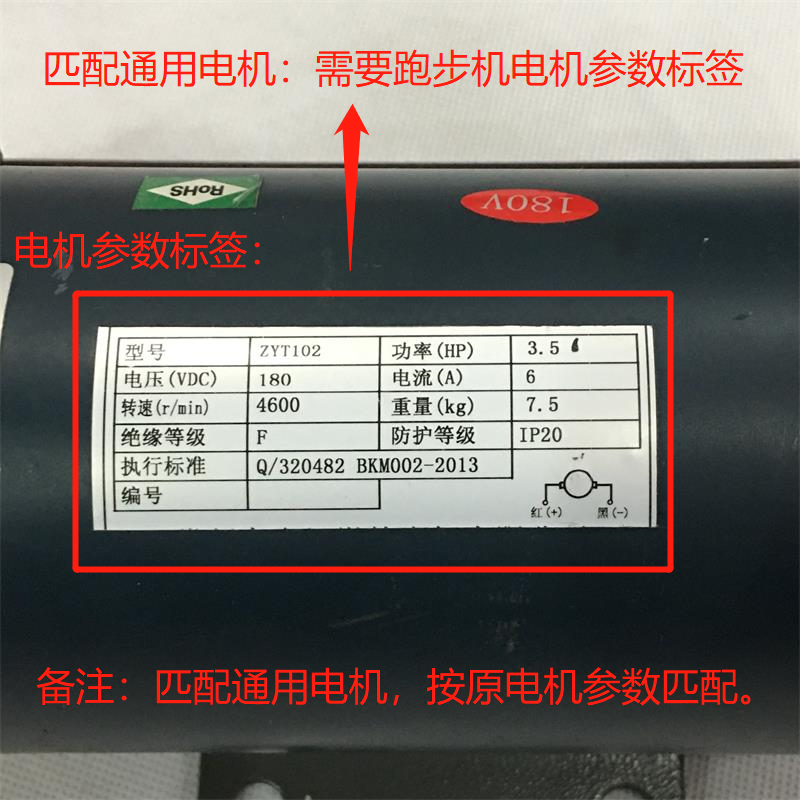 匹配通用电机：需要跑步机电机参数标签
RoHS
180V
电机参数标签：
型号 ZYT102 功率(HP) 3.5
电压(VDC) 180 电流(A) 6
转速(r/min) 4600 重量(kg) 7.5
绝缘等级 F 防护等级 IP20
执行标准 Q/320482 BKM002-2013
编号
红(+) 黑(-)
备注：匹配通用电机，按原电机参数匹配。